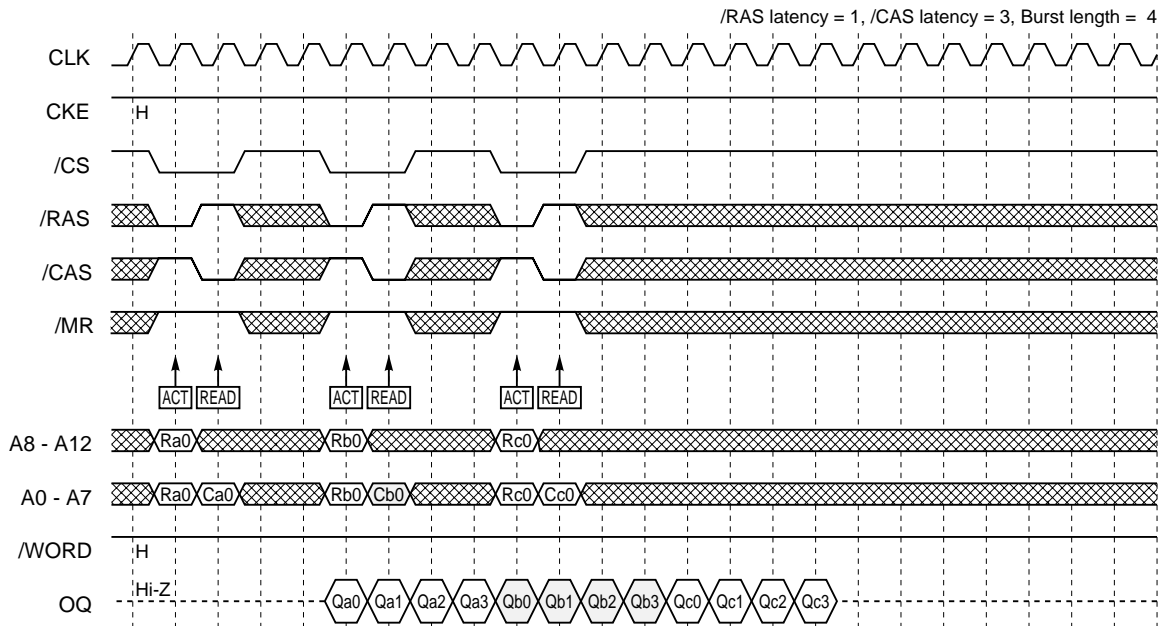 /RAS latency = 1, /CAS latency = 3, Burst length = 4
CLK
CKE H
/CS
/RAS
/CAS
/MR
ACT READ ACT READ ACT READ
A8 - A12 Ra0 Rb0 Rc0
A0 - A7 Ra0 Ca0 Rb0 Cb0 Rc0 Cc0
/WORD H
OQ Hi-Z Qa0 Qa1 Qa2 Qa3 Qb0 Qb1 Qb2 Qb3 Qc0 Qc1 Qc2 Qc3